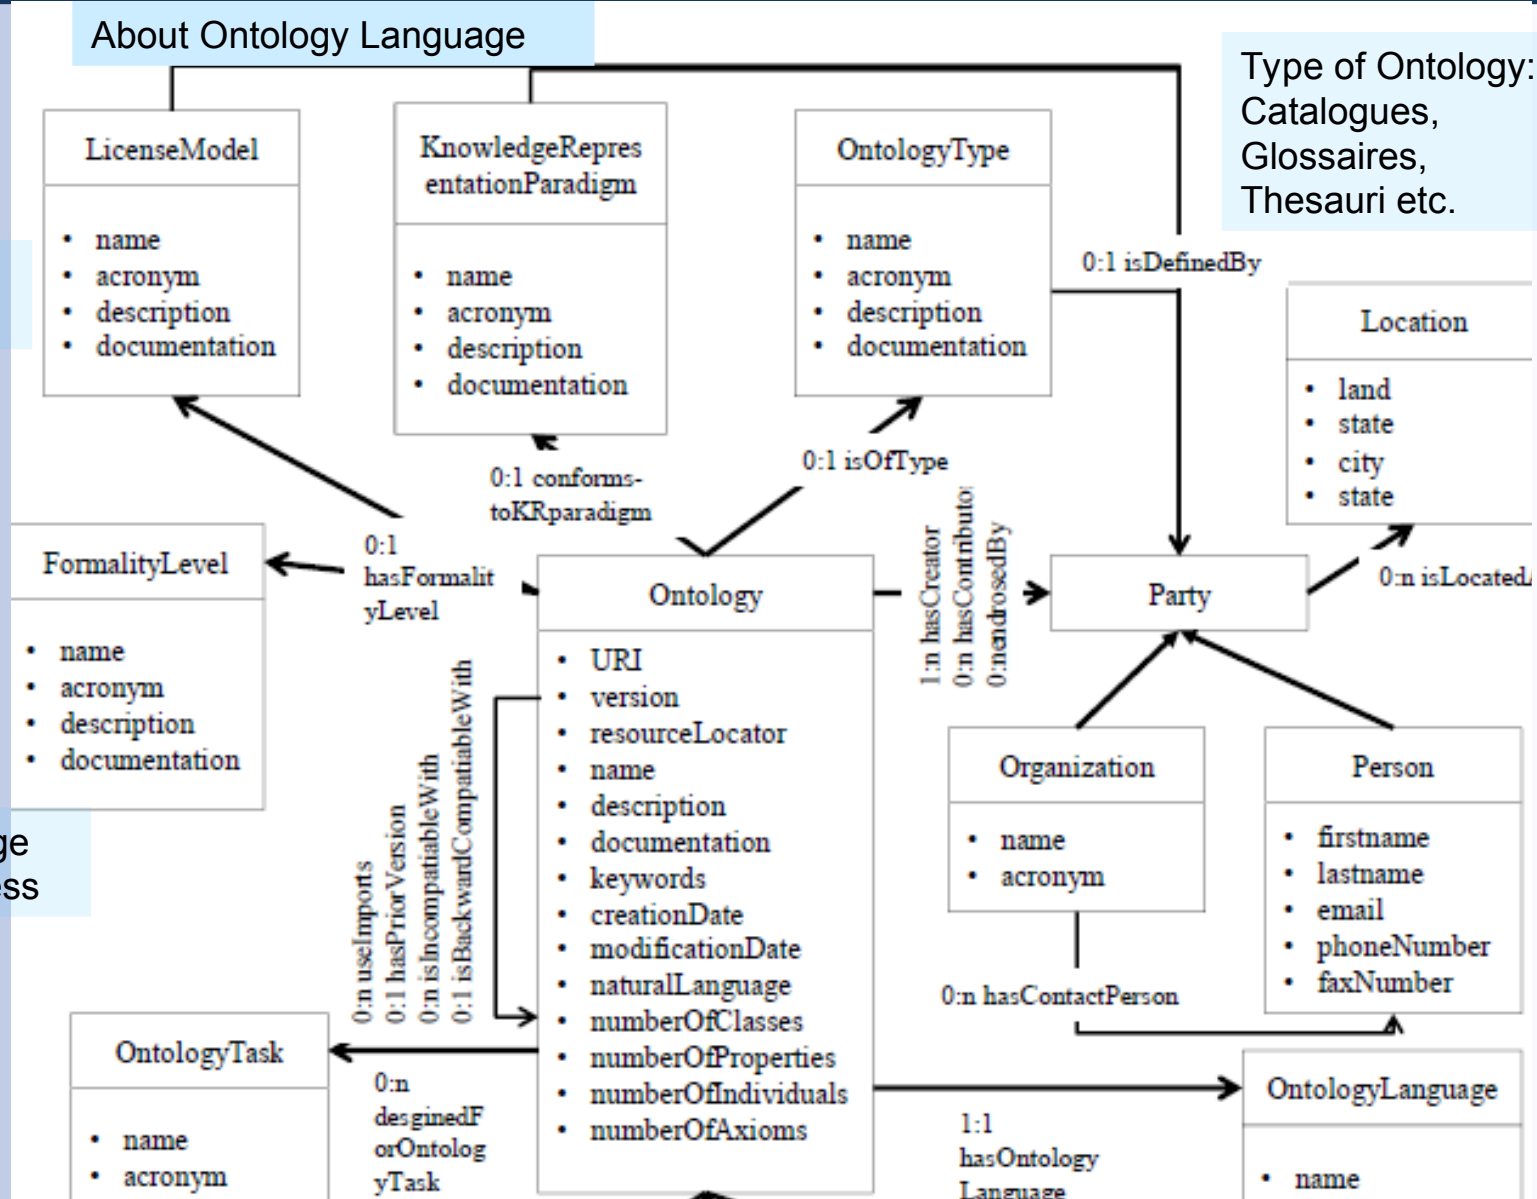 About Ontology Language
Type of Ontology:
Catalogues,
Glossaires,
Thesauri etc.
LicenseModel
• name
• acronym
• description
• documentation
KnowledgeRepres
entationParadigm
• name
• acronym
• description
• documentation
OntologyType
• name
• acronym
• description
• documentation
0:1 isDefinedBy
Location
• land
• state
• city
• state
0:1 conforms-
toKRparadigm
0:1 isOfType
FormalityLevel
• name
• acronym
• description
• documentation
0:1
hasFormalit
yLevel
Ontology
• URI
• version
• resourceLocator
• name
• description
• documentation
• keywords
• creationDate
• modificationDate
• naturalLanguage
• numberOfClasses
• numberOfProperties
• numberOfIndividuals
• numberOfAxioms
1:n hasCreator
0:n hasContributo
0:nendrosedBy
Party
0:n isLocated
Organization
• name
• acronym
Person
• firstname
• lastname
• email
• phoneNumber
• faxNumber
0:n hasContactPerson
ge
ess
0:n useImports
0:1 hasPriorVersion
0:n isIncompatiableWith
0:1 isBackwardCompatiableWith
OntologyTask
• name
• acronym
0:n
desginedF
orOntolog
yTask
1:1
hasOntology
Language
OntologyLanguage
• name